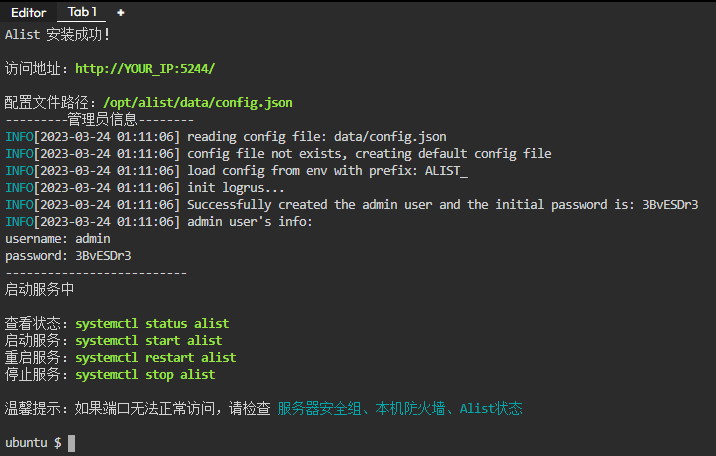 Editor Tab 1 +
Alist 安装成功！
访问地址：http://YOUR_IP:5244/
配置文件路径：/opt/alist/data/config.json
---------管理员信息--------
INFO[2023-03-24 01:11:06] reading config file: data/config.json
INFO[2023-03-24 01:11:06] config file not exists, creating default config file
INFO[2023-03-24 01:11:06] load config from env with prefix: ALIST_
INFO[2023-03-24 01:11:06] init logrus...
INFO[2023-03-24 01:11:06] Successfully created the admin user and the initial password is: 3BvESDr3
INFO[2023-03-24 01:11:06] admin user's info:
username: admin
password: 3BvESDr3
--------------------------
启动服务中
查看状态：systemctl status alist
启动服务：systemctl start alist
重启服务：systemctl restart alist
停止服务：systemctl stop alist
温馨提示：如果端口无法正常访问，请检查 服务器安全组、本机防火墙、Alist状态
ubuntu $